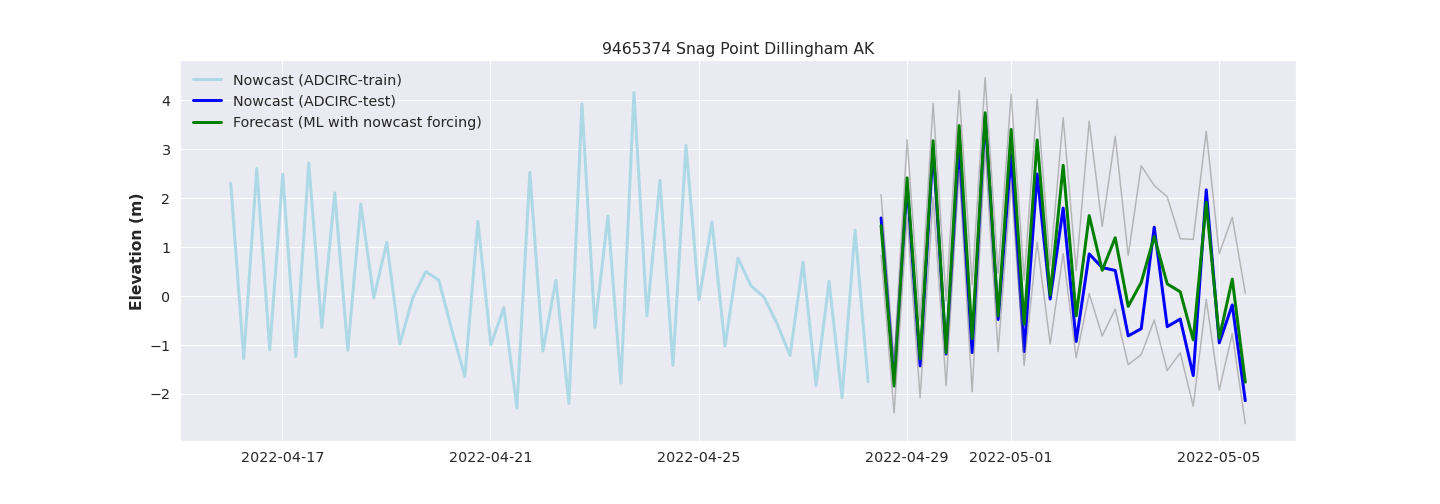 9465374 Snag Point Dillingham AK
Nowcast (ADCIRC-train)
Nowcast (ADCIRC-test)
Forecast (ML with nowcast forcing)
Elevation (m)
4
3
2
1
0
−1
−2
2022-04-17
2022-04-21
2022-04-25
2022-04-29
2022-05-01
2022-05-05